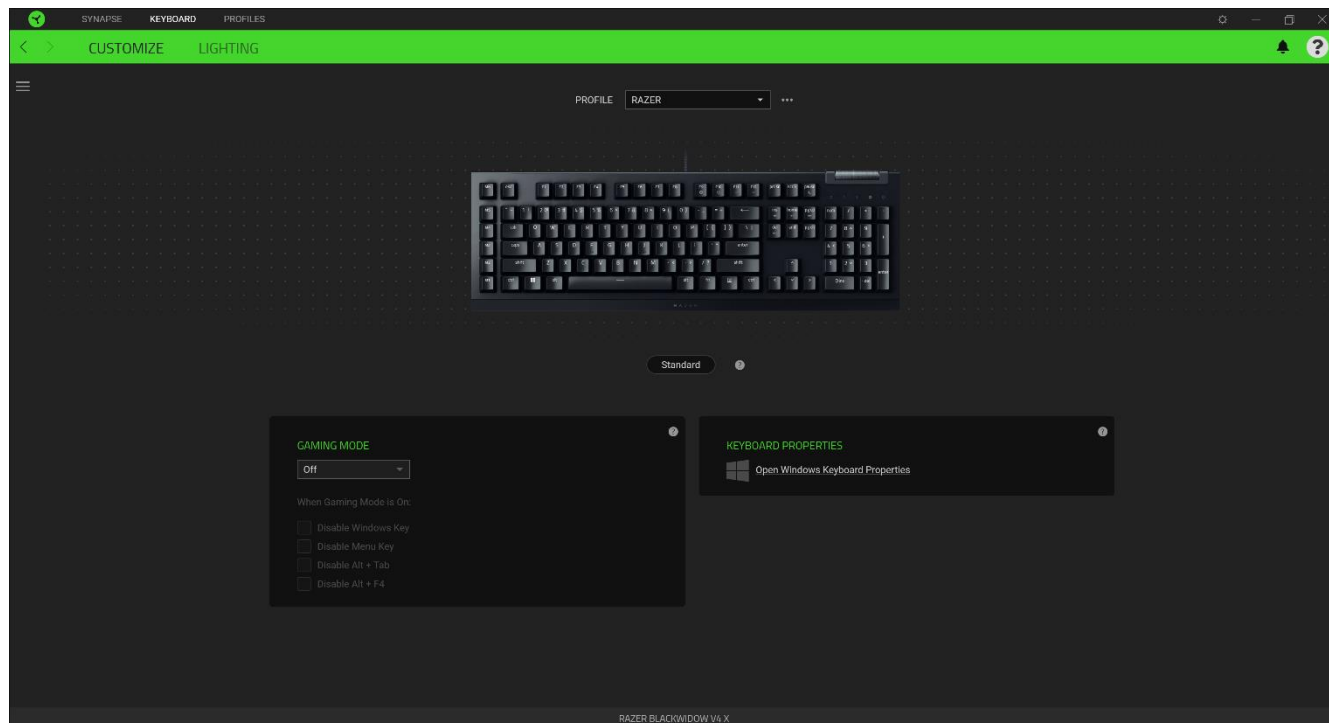 SYNAPSE KEYBOARD PROFILES
CUSTOMIZE LIGHTING
PROFILE RAZER
Standard
GAMING MODE
Off
When Gaming Mode is On:
Disable Windows Key
Disable Menu Key
Disable Alt + Tab
Disable Alt + F4
KEYBOARD PROPERTIES
Open Windows Keyboard Properties
RAZER BLACKWIDOW V4 X